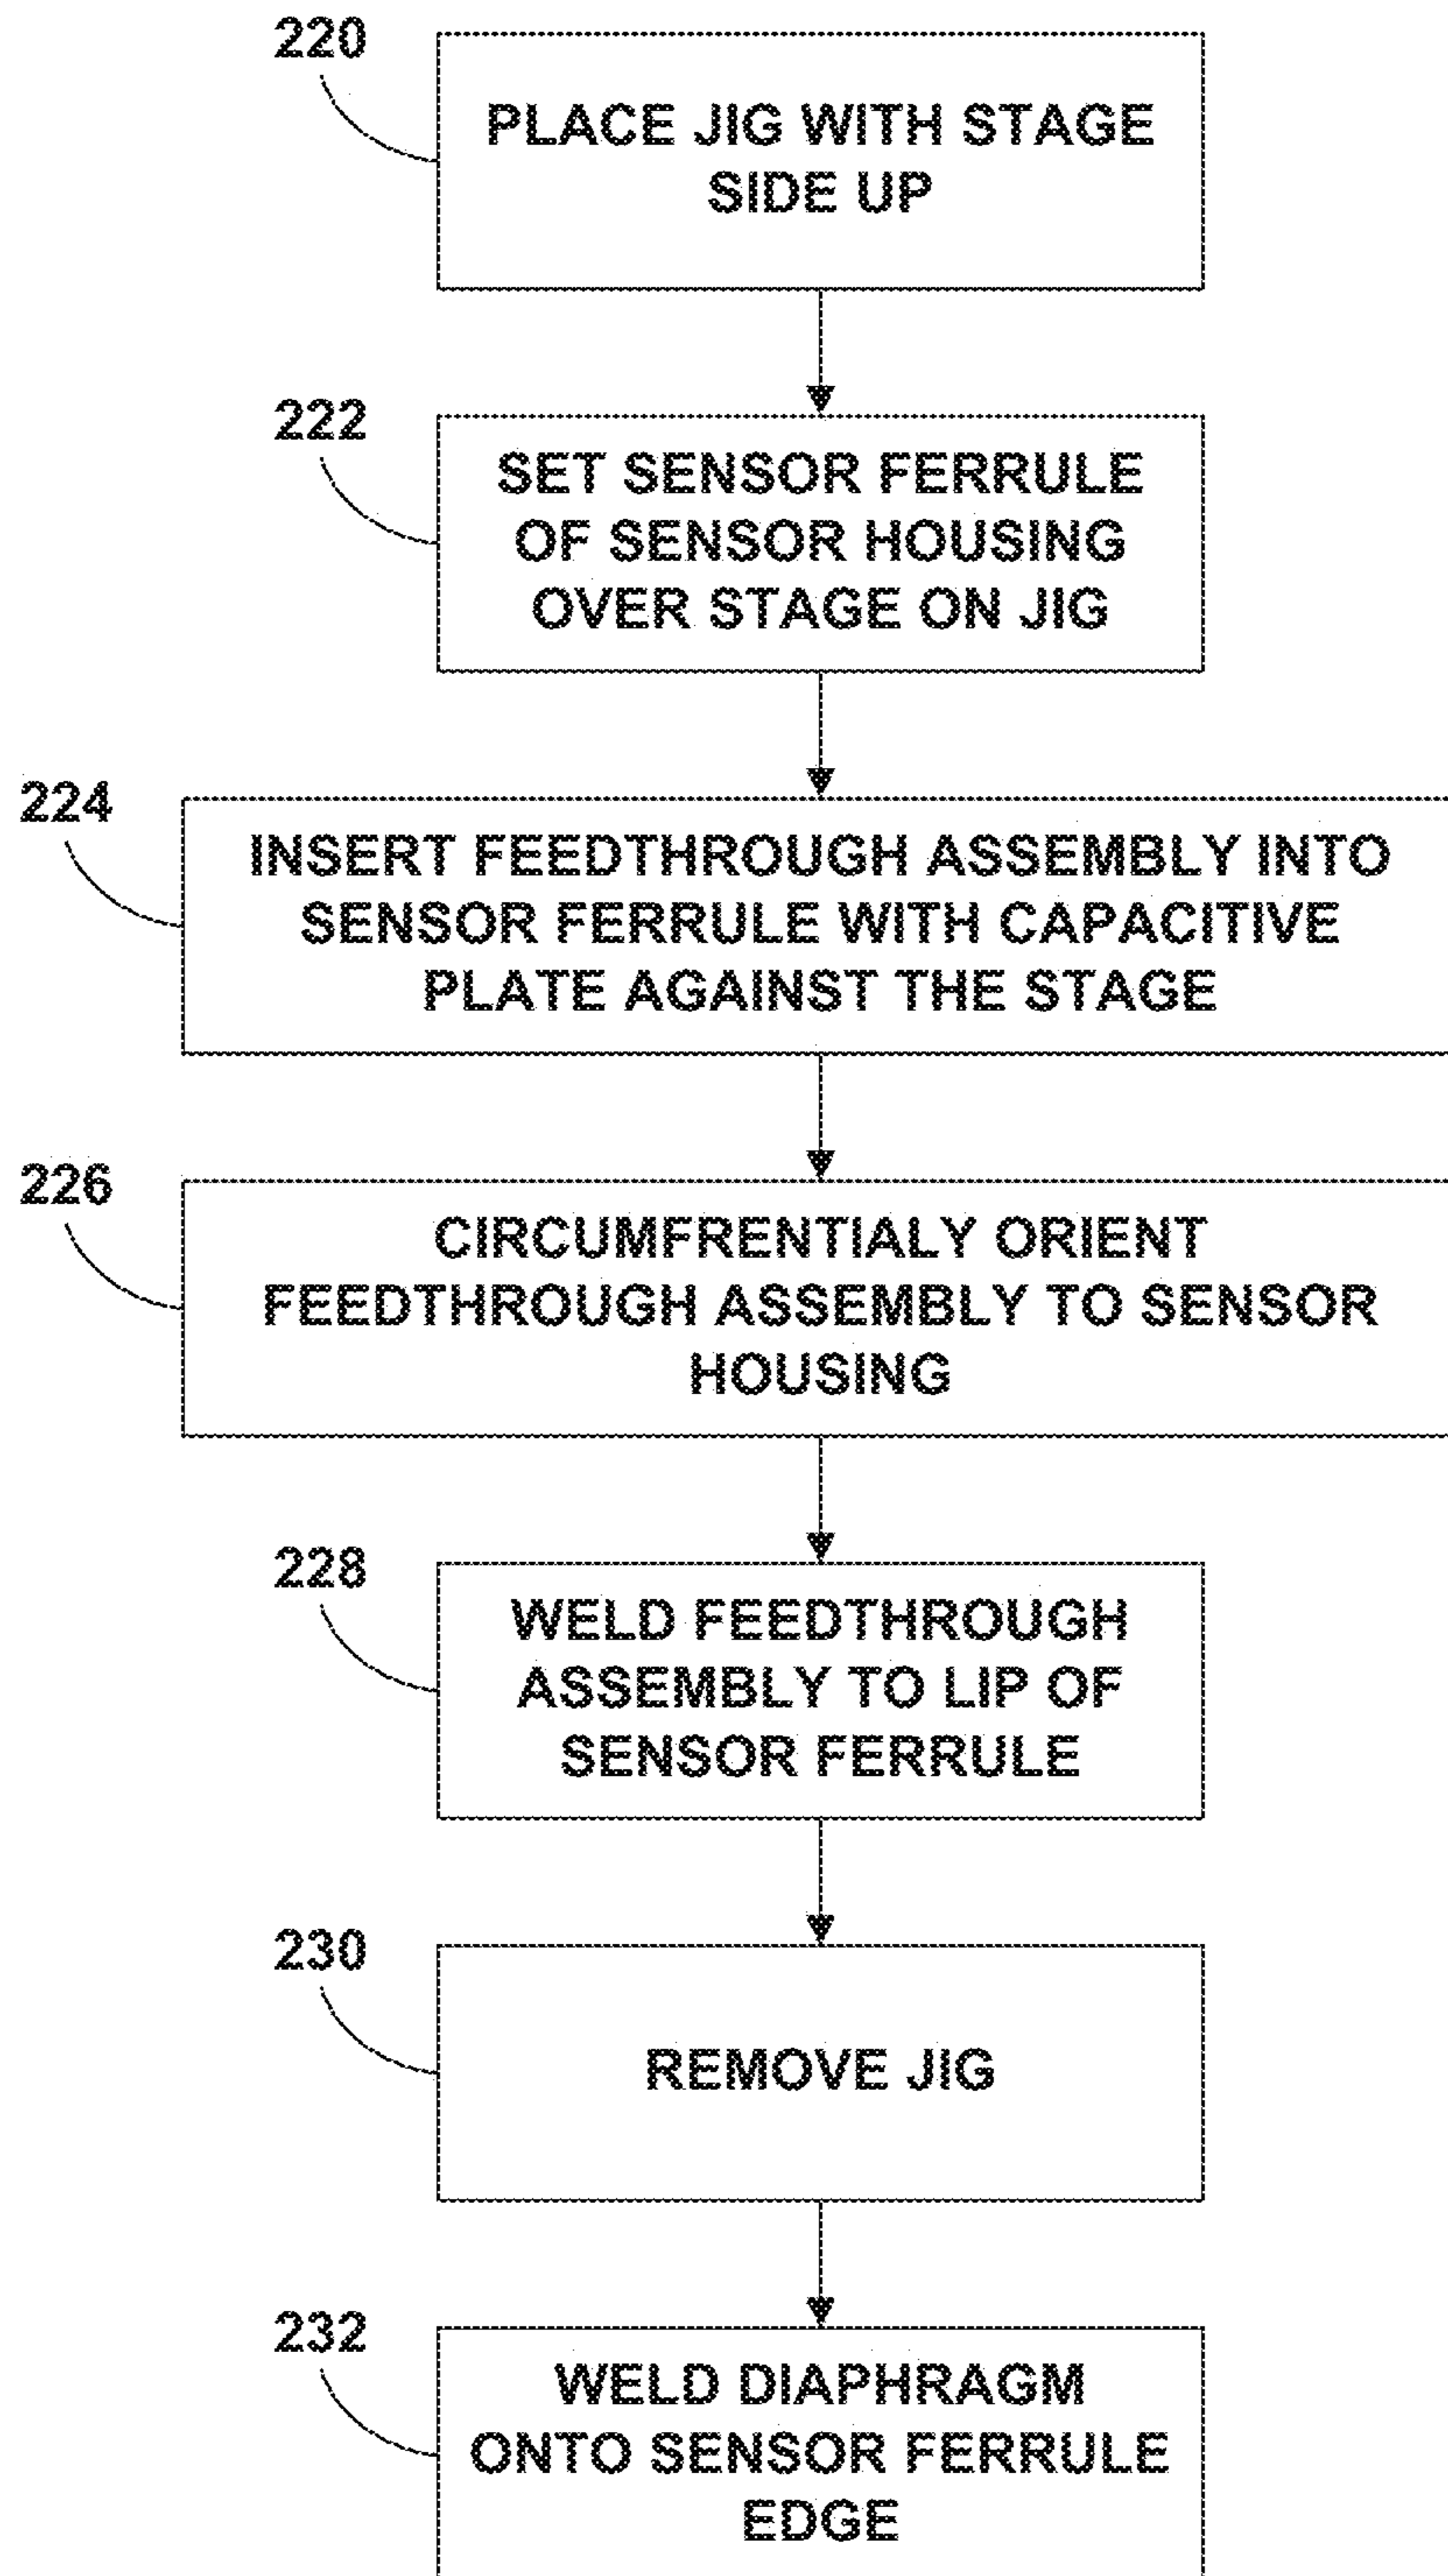 220
PLACE JIG WITH STAGE
SIDE UP
222
SET SENSOR FERRULE
OF SENSOR HOUSING
OVER STAGE ON JIG
224
INSERT FEEDTHROUGH ASSEMBLY INTO
SENSOR FERRULE WITH CAPACITIVE
PLATE AGAINST THE STAGE
226
CIRCUMFRENTIALY ORIENT
FEEDTHROUGH ASSEMBLY TO SENSOR
HOUSING
228
WELD FEEDTHROUGH
ASSEMBLY TO LIP OF
SENSOR FERRULE
230
REMOVE JIG
232
WELD DIAPHRAGM
ONTO SENSOR FERRULE
EDGE